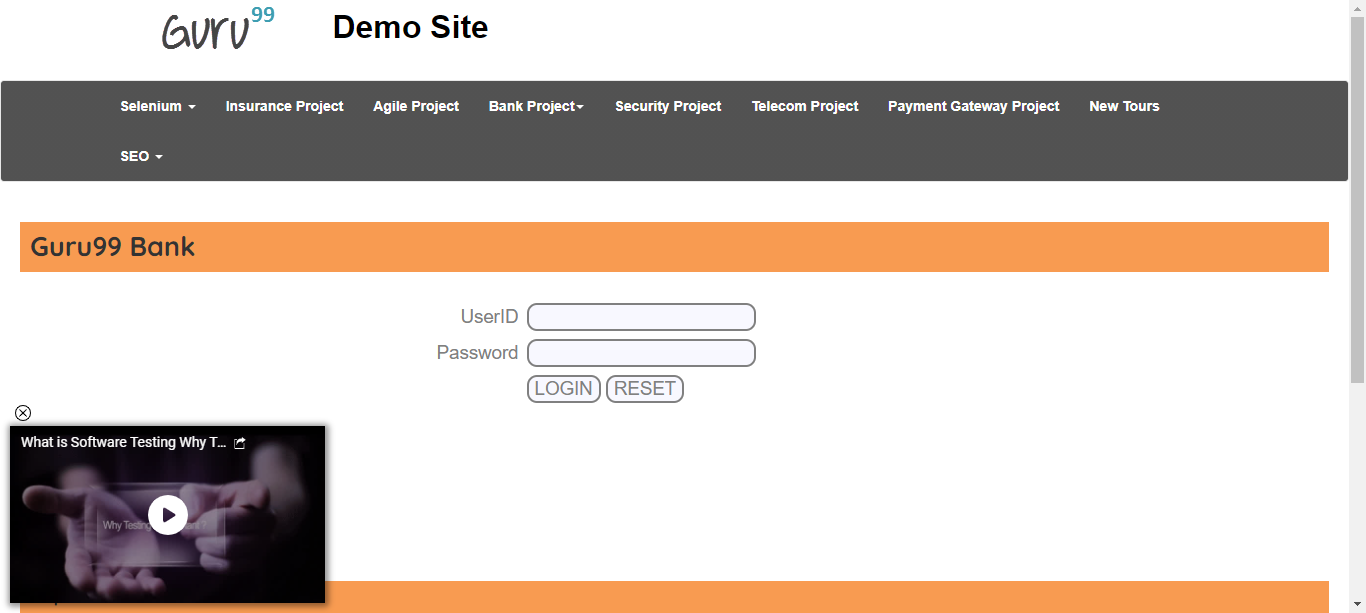 Guru99
Demo Site
Selenium Insurance Project Agile Project Bank Project Security Project Telecom Project Payment Gateway Project New Tours
SEO
Guru99 Bank
UserID
Password
LOGIN RESET
What is Software Testing Why T...
Why Testing